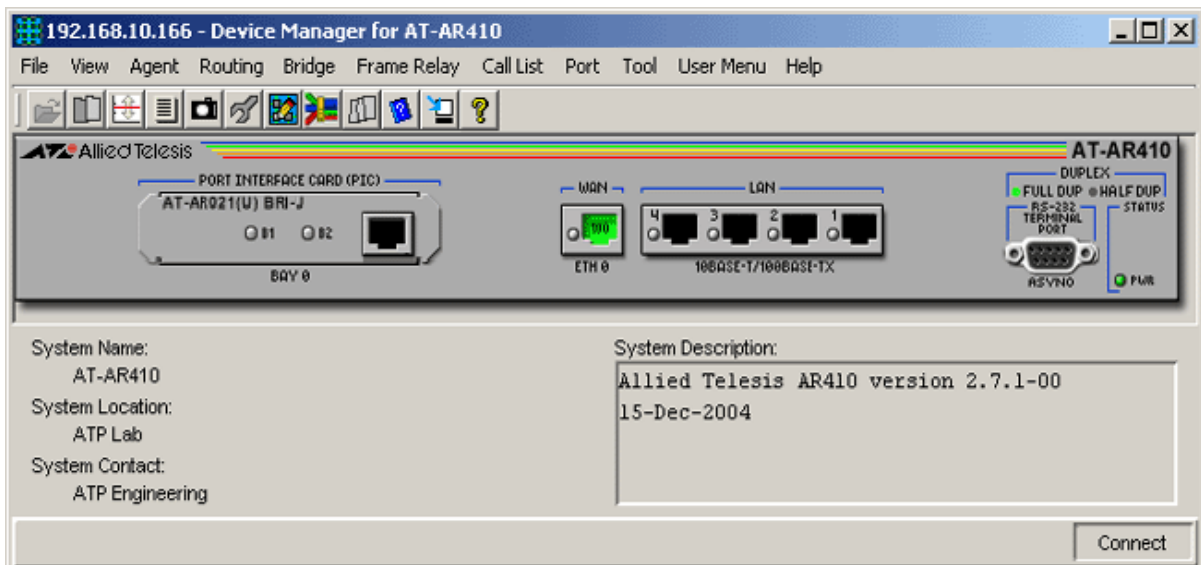 192.168.10.166 - Device Manager for AT-AR410
File View Agent Routing Bridge Frame Relay Call List Port Tool User Menu Help
Allied Telesis
AT-AR410
PORT INTERFACE CARD (PIC)
AT-AR021(U) BRI-J
B1 B2
BAY 0
WAN
100
ETH 0
LAN
4 3 2 1
10BASE-T/100BASE-TX
DUPLEX
FULL DUP HALF DUP
RS-232
TERMINAL
PORT
ASYN0
STATUS
PWR
System Name:
AT-AR410
System Location:
ATP Lab
System Contact:
ATP Engineering
System Description:
Allied Telesis AR410 version 2.7.1-00
15-Dec-2004
Connect